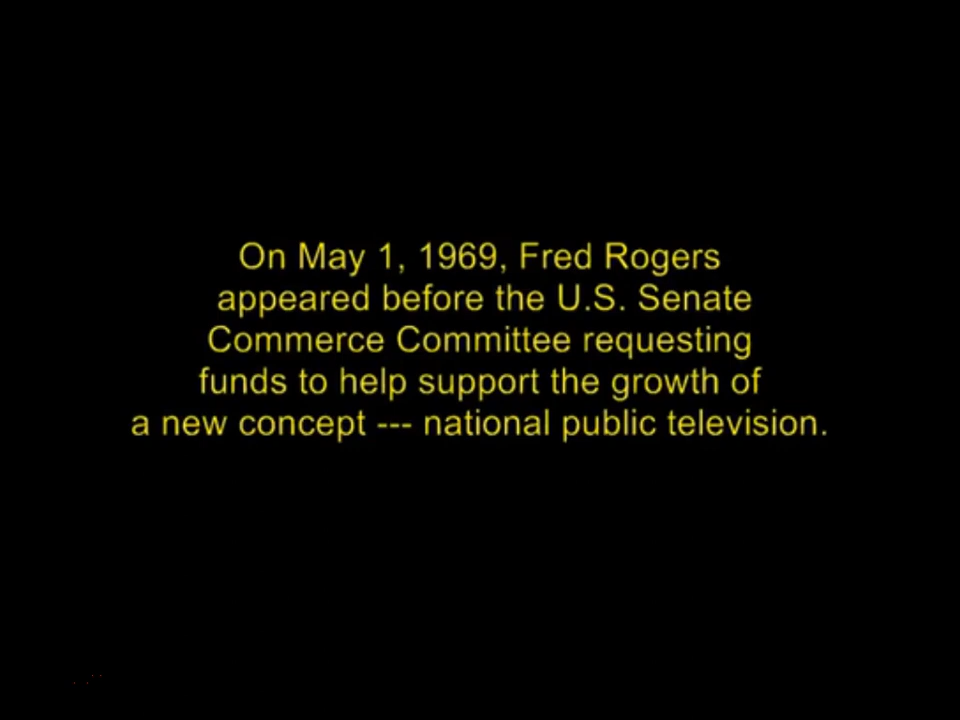 On May 1, 1969, Fred Rogers
appeared before the U.S. Senate
Commerce Committee requesting
funds to help support the growth of
a new concept --- national public television.